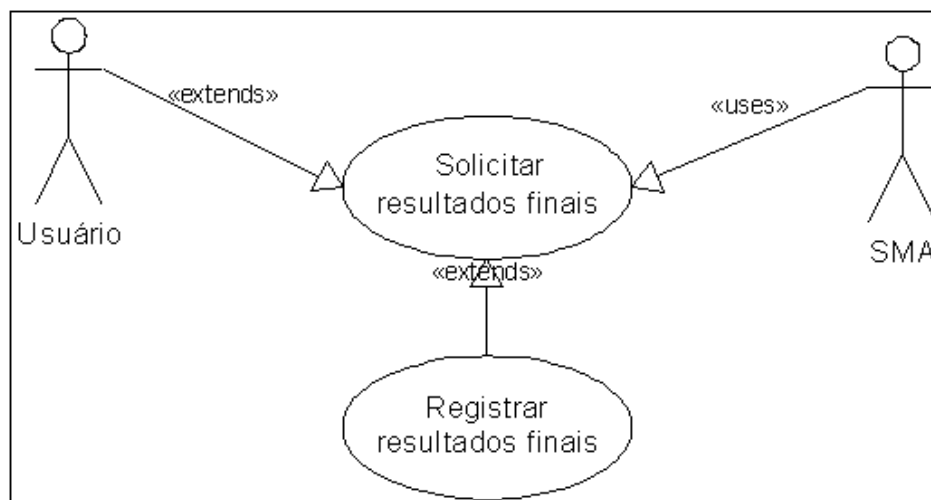 «extends»
«uses»
Solicitar
resultados finais
Usuário
SMA
«extends»
Registrar
resultados finais